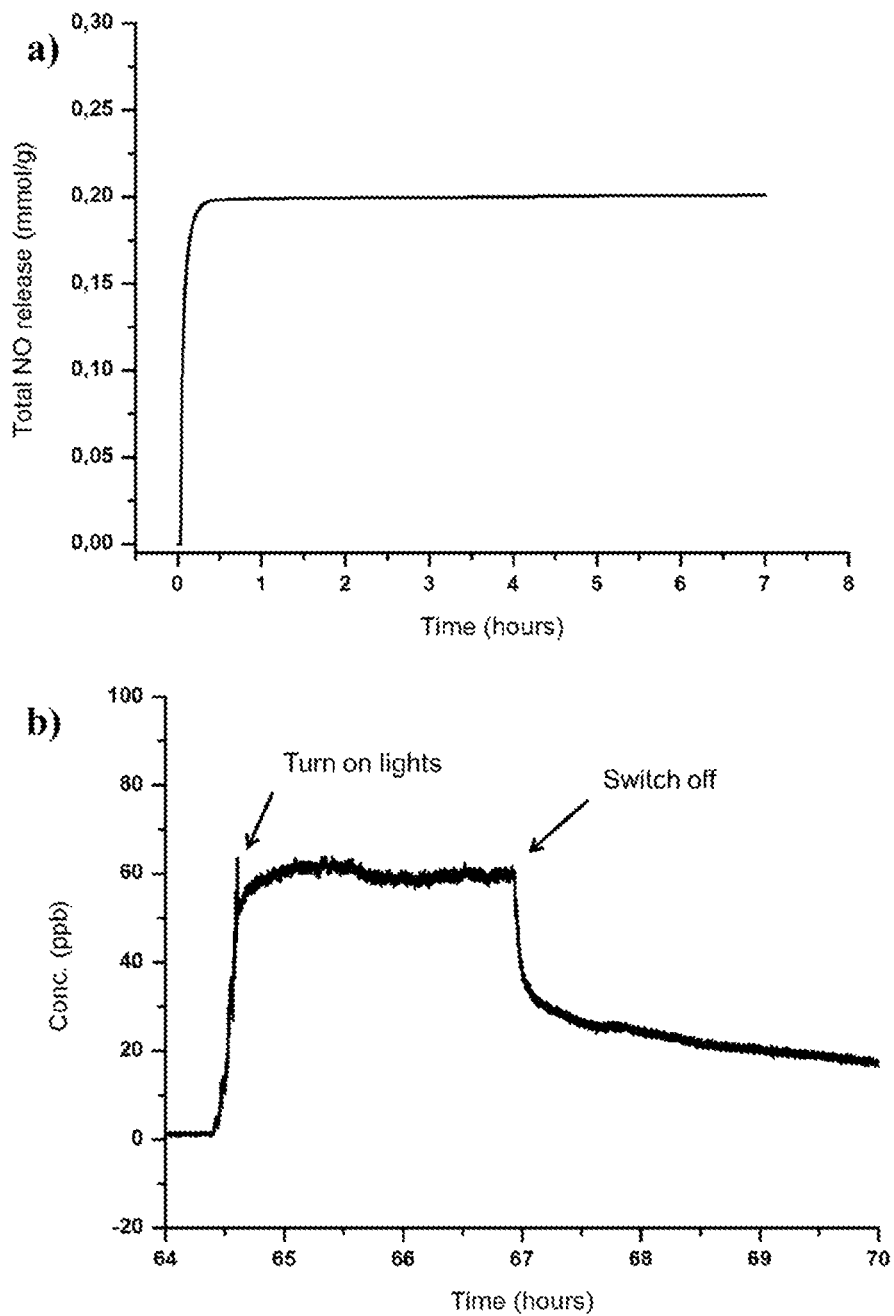 a)
Total NO release (mmol/g)
0,30
0,25
0,20
0,15
0,10
0,05
0,00
0 1 2 3 4 5 6 7 8
Time (hours)
b)
Conc. (ppb)
100
80
60
40
20
0
-20
Turn on lights
Switch off
64 65 66 67 68 69 70
Time (hours)